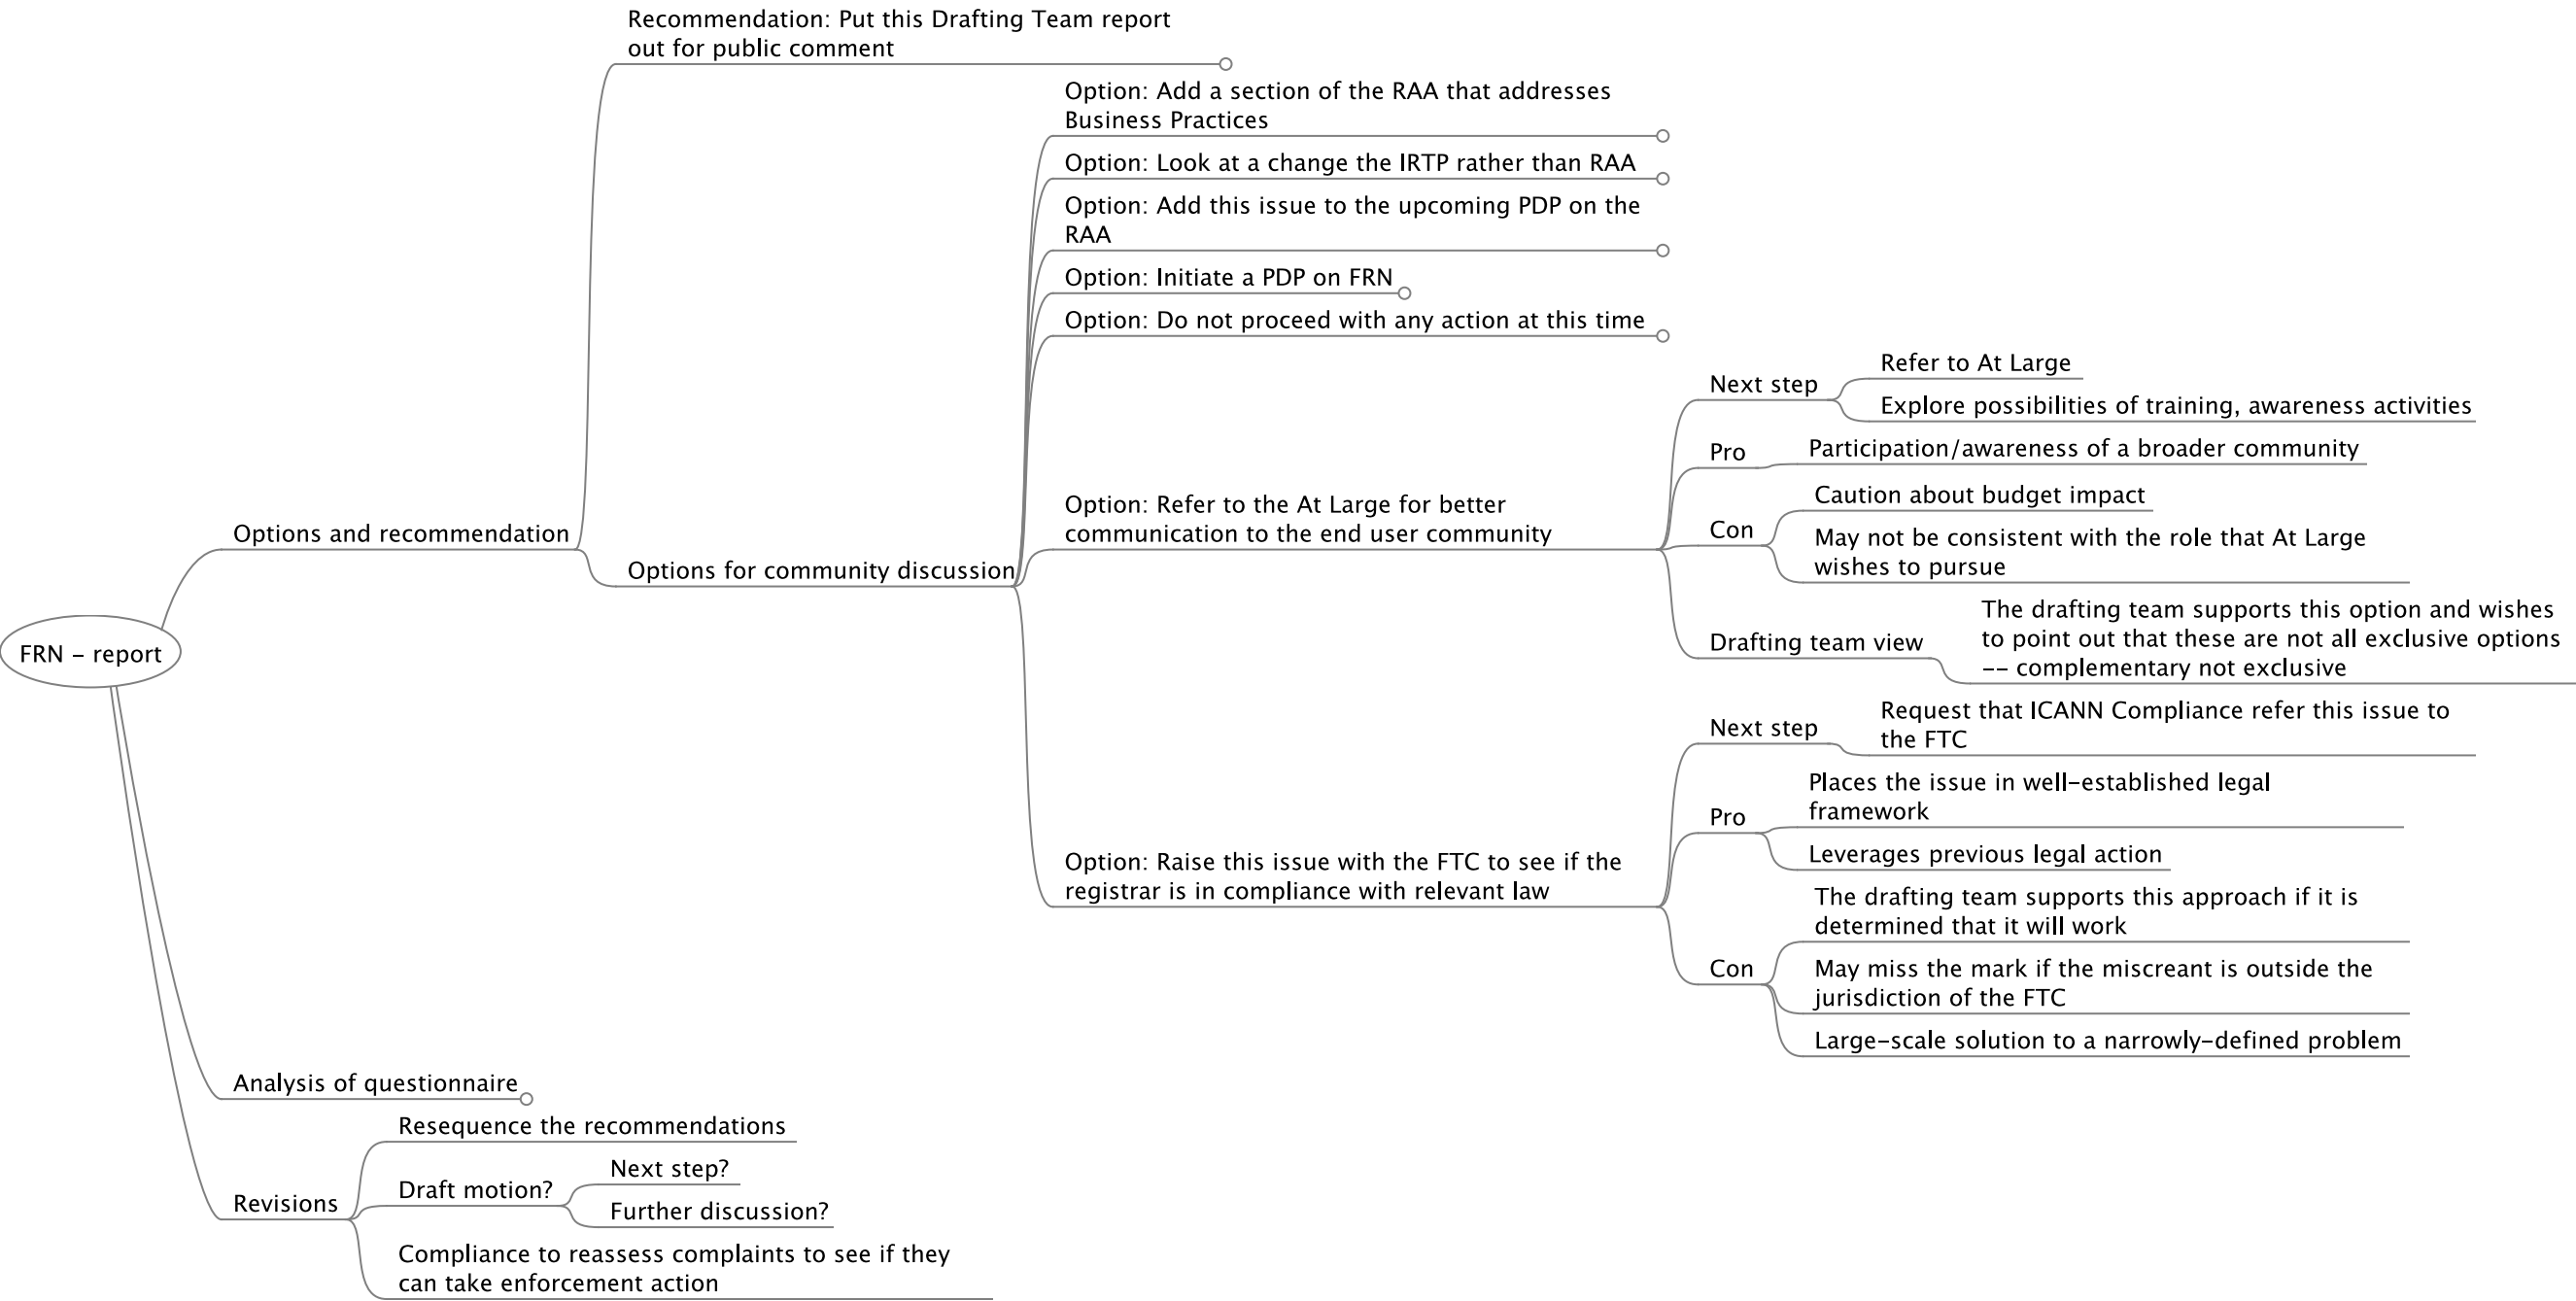 Recommendation: Put this Drafting Team report
out for public comment
Option: Add a section of the RAA that addresses
Business Practices
Option: Look at a change the IRTP rather than RAA
Option: Add this issue to the upcoming PDP on the
RAA
Option: Initiate a PDP on FRN
Option: Do not proceed with any action at this time
Refer to At Large
Next step
Explore possibilities of training, awareness activities
Pro
Participation/awareness of a broader community
Option: Refer to the At Large for better
communication to the end user community
Caution about budget impact
Con
May not be consistent with the role that At Large
wishes to pursue
Options and recommendation
Options for community discussion
The drafting team supports this option and wishes
to point out that these are not all exclusive options
-- complementary not exclusive
Drafting team view
FRN – report
Request that ICANN Compliance refer this issue to
the FTC
Next step
Places the issue in well-established legal
framework
Pro
Leverages previous legal action
Option: Raise this issue with the FTC to see if the
registrar is in compliance with relevant law
The drafting team supports this approach if it is
determined that it will work
Con
May miss the mark if the miscreant is outside the
jurisdiction of the FTC
Large-scale solution to a narrowly-defined problem
Analysis of questionnaire
Resequence the recommendations
Next step?
Draft motion?
Further discussion?
Revisions
Compliance to reassess complaints to see if they
can take enforcement action